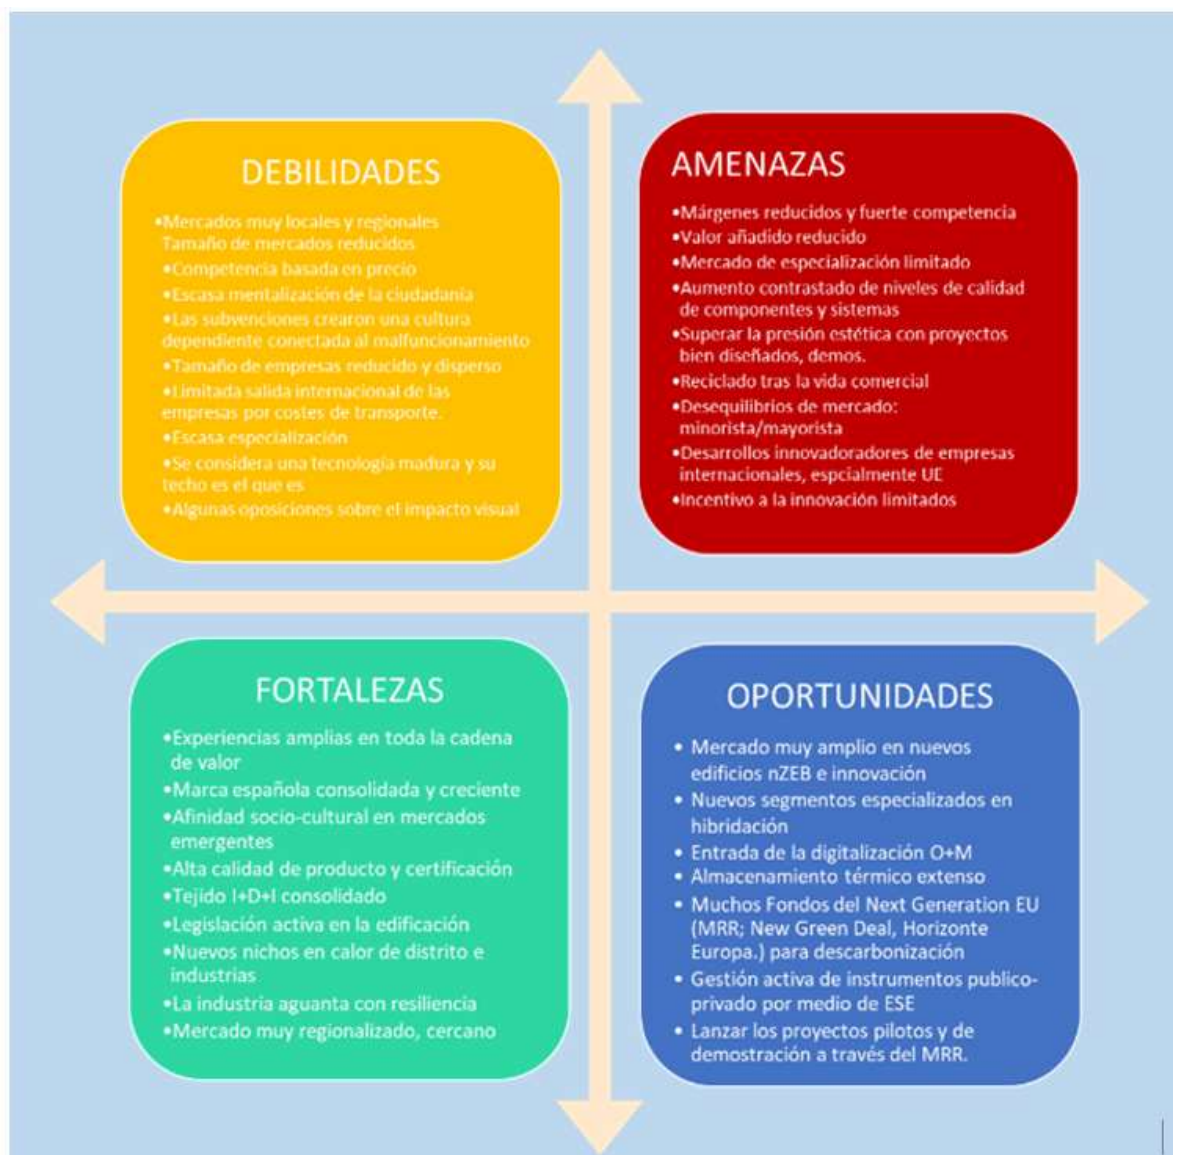 DEBILIDADES
•Mercados muy locales y regionales
Tamaño de mercados reducidos
•Competencia basada en precio
•Escasa mentalización de la ciudadanía
•Las subvenciones crearon una cultura
dependiente conectada al malfuncionamiento
•Tamaño de empresas reducido y disperso
•Limitada salida internacional de las
empresas por costes de transporte.
•Escasa especialización
•Se considera una tecnología madura y su
techo es el que es
•Algunas oposiciones sobre el impacto visual
AMENAZAS
•Márgenes reducidos y fuerte competencia
•Valor añadido reducido
•Mercado de especialización limitado
•Aumento contrastado de niveles de calidad
de componentes y sistemas
•Superar la presión estética con proyectos
bien diseñados, demos.
•Reciclado tras la vida comercial
•Desequilibrios de mercado:
minorista/mayorista
•Desarrollos innovadoradores de empresas
internacionales, espcialmente UE
•Incentivo a la innovación limitados
FORTALEZAS
•Experiencias amplias en toda la cadena
de valor
•Marca española consolidada y creciente
•Afinidad socio-cultural en mercados
emergentes
•Alta calidad de producto y certificación
•Tejido I+D+I consolidado
•Legislación activa en la edificación
•Nuevos nichos en calor de distrito e
industrias
•La industria aguanta con resiliencia
•Mercado muy regionalizado, cercano
OPORTUNIDADES
• Mercado muy amplio en nuevos
edificios nZEB e innovación
• Nuevos segmentos especializados en
hibridación
• Entrada de la digitalización O+M
• Almacenamiento térmico extenso
• Muchos Fondos del Next Generation EU
(MRR; New Green Deal, Horizonte
Europa.) para descarbonización
• Gestión activa de instrumentos publico-
privado por medio de ESE
• Lanzar los proyectos pilotos y de
demostración a través del MRR.